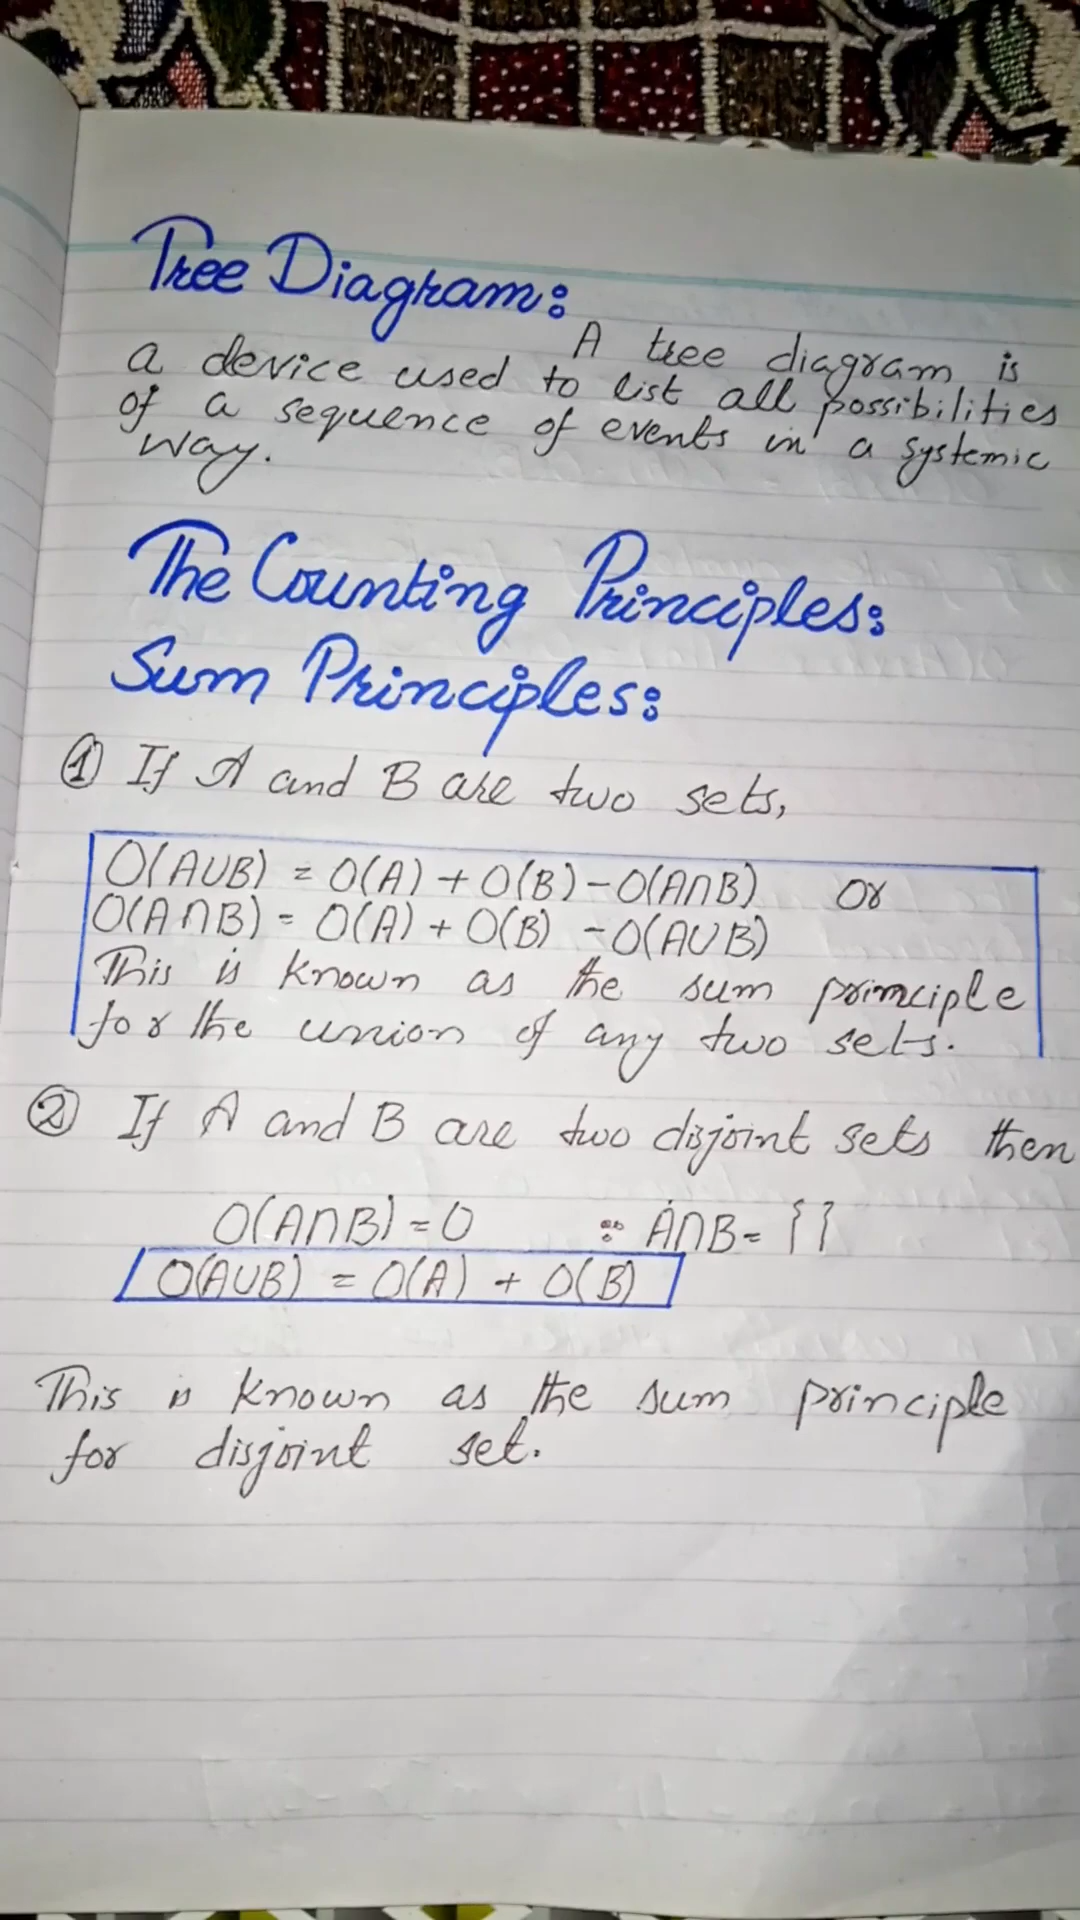 Tree Diagram:
A tree diagram is
a device used to list all possibilities
of a sequence of events in a systemic
way.
The Counting Principles:
Sum Principles:
① If A and B are two sets,
O(A∪B) = O(A) + O(B) - O(A∩B) or
O(A∩B) = O(A) + O(B) - O(A∪B)
This is known as the sum principle
for the union of any two sets.
② If A and B are two disjoint sets then
O(A∩B) = 0 ∵ A∩B = { }
O(A∪B) = O(A) + O(B)
This is known as the sum principle
for disjoint set.